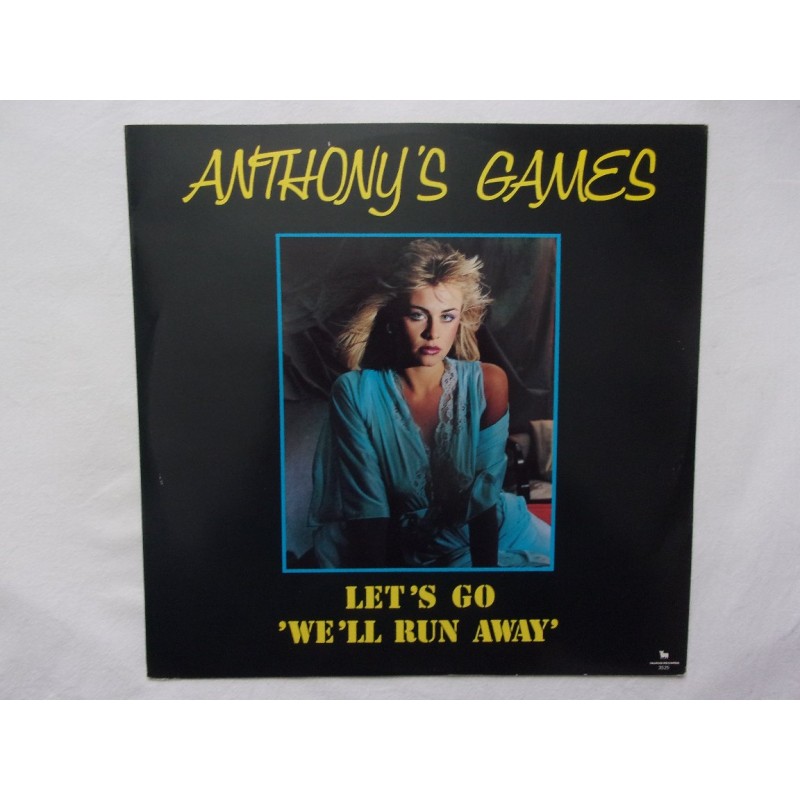 ANTHONY'S GAMES
LET'S GO
'WE'LL RUN AWAY'